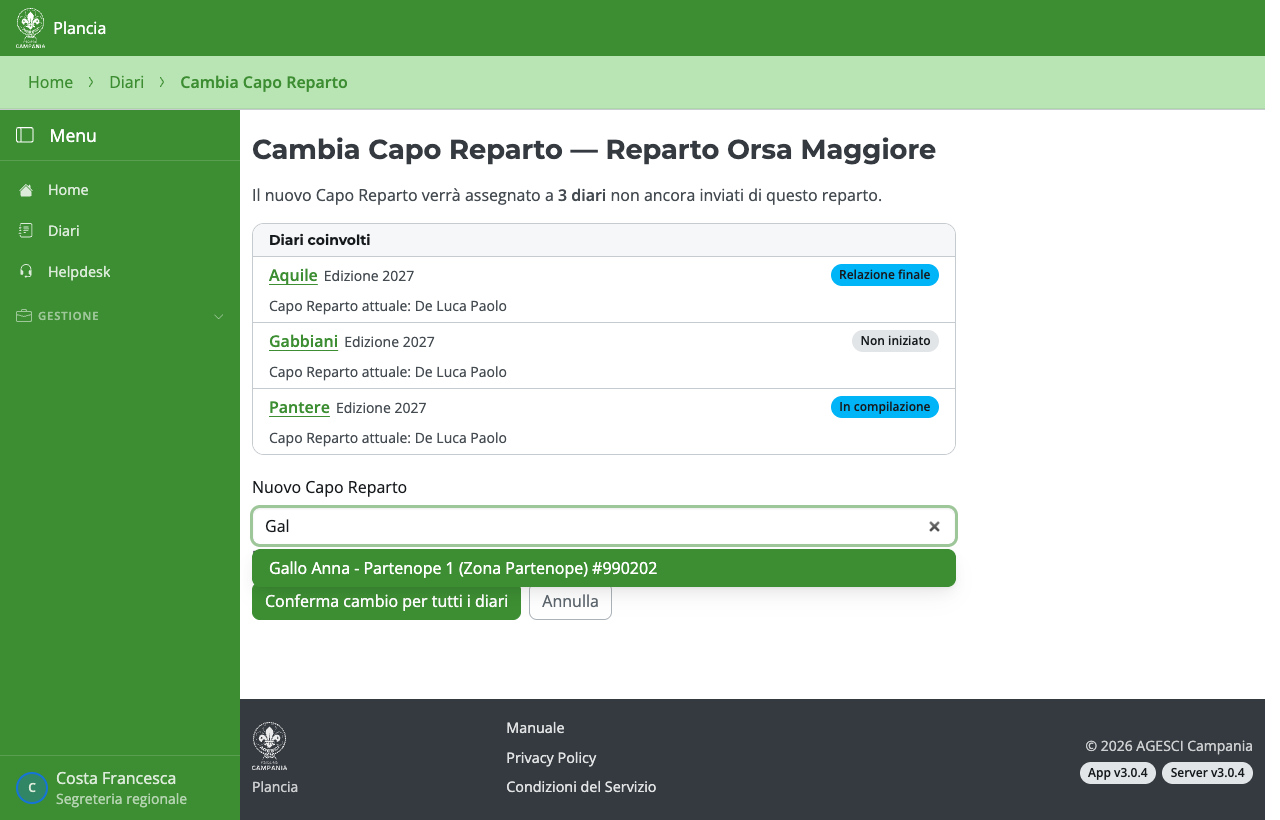 Plancia
CAMPANIA
Home > Diari > Cambia Capo Reparto
Menu
Home
Diari
Helpdesk
GESTIONE
Cambia Capo Reparto — Reparto Orsa Maggiore
Il nuovo Capo Reparto verrà assegnato a 3 diari non ancora inviati di questo reparto.
Diari coinvolti
Aquile Edizione 2027 Relazione finale
Capo Reparto attuale: De Luca Paolo
Gabbiani Edizione 2027 Non iniziato
Capo Reparto attuale: De Luca Paolo
Pantere Edizione 2027 In compilazione
Capo Reparto attuale: De Luca Paolo
Nuovo Capo Reparto
Gal
Gallo Anna - Partenope 1 (Zona Partenope) #990202
Conferma cambio per tutti i diari Annulla
C Costa Francesca
Segreteria regionale
CAMPANIA
Plancia
Manuale
Privacy Policy
Condizioni del Servizio
© 2026 AGESCI Campania
App v3.0.4 Server v3.0.4